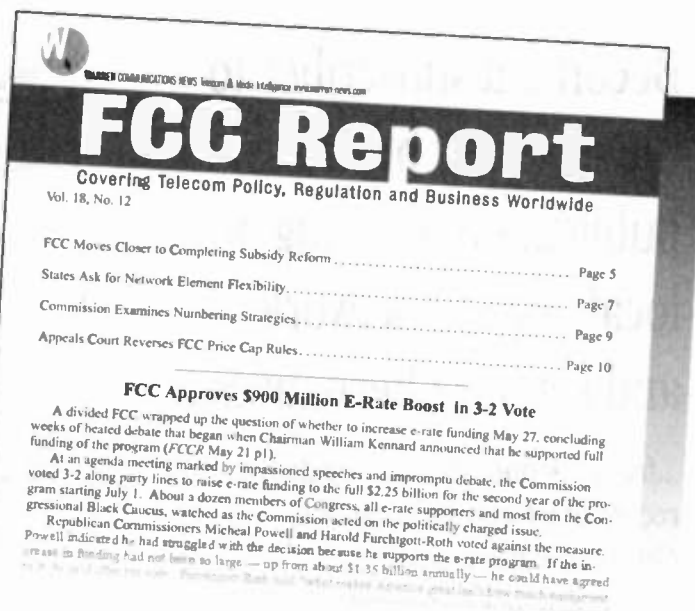 W
WARREN COMMUNICATIONS NEWS Telecom & Media Intelligence www.warren-news.com
FCC Report
Covering Telecom Policy, Regulation and Business Worldwide
Vol. 18, No. 12
FCC Moves Closer to Completing Subsidy Reform . . . . . . . . . . . . . . . . . . . . . . . . . . . . . . Page 5
States Ask for Network Element Flexibility. . . . . . . . . . . . . . . . . . . . . . . . . . . . . . . . . . . Page 7
Commission Examines Numbering Strategies. . . . . . . . . . . . . . . . . . . . . . . . . . . . . . . . . . Page 9
Appeals Court Reverses FCC Price Cap Rules. . . . . . . . . . . . . . . . . . . . . . . . . . . . . . . . . Page 10
FCC Approves $900 Million E-Rate Boost in 3-2 Vote
A divided FCC wrapped up the question of whether to increase e-rate funding May 27, concluding
weeks of heated debate that began when Chairman William Kennard announced that he supported full
funding of the program (FCCR May 21 p1).
At an agenda meeting marked by impassioned speeches and impromptu debate, the Commission
voted 3-2 along party lines to raise e-rate funding to the full $2.25 billion for the second year of the pro-
gram starting July 1. About a dozen members of Congress, all e-rate supporters and most from the Con-
gressional Black Caucus, watched as the Commission acted on the politically charged issue.
Republican Commissioners Micheal Powell and Harold Furchtgott-Roth voted against the measure.
Powell indicated he had struggled with the decision because he supports the e-rate program. If the in-
crease in funding had not been so large — up from about $1.35 billion annually — he could have agreed